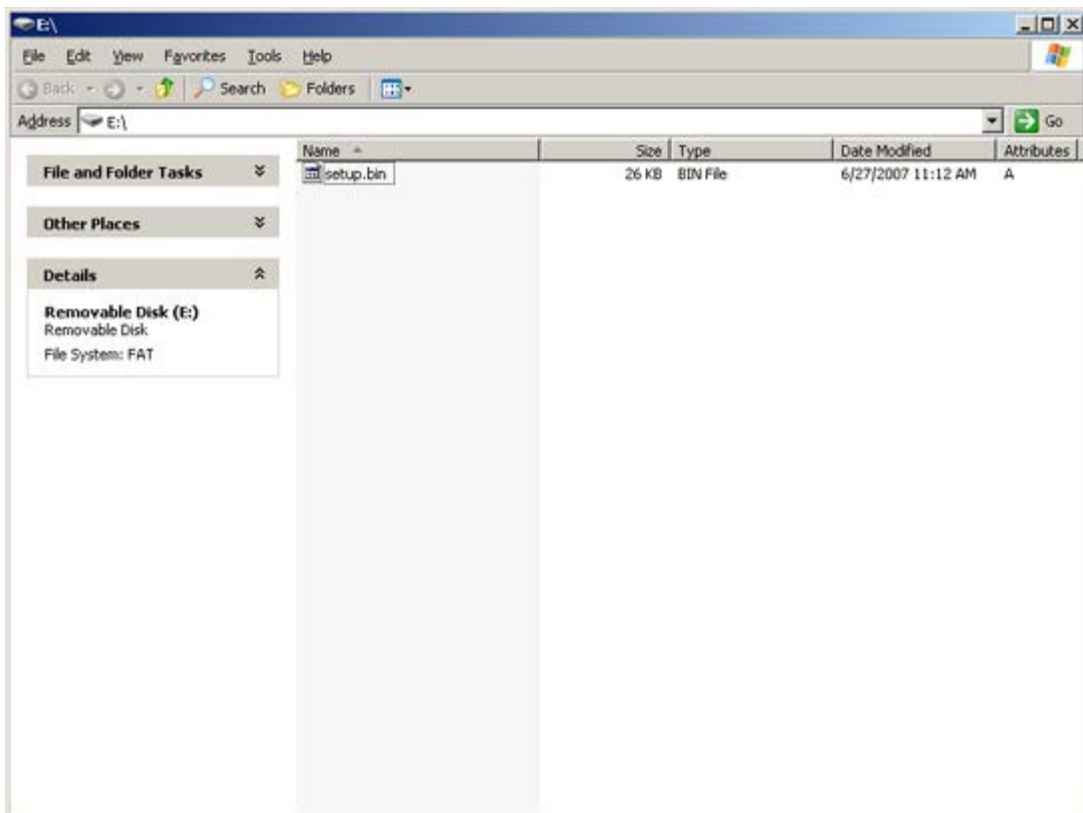 E:\
File Edit View Favorites Tools Help
Back Search Folders
Address E:\ Go
Name Size Type Date Modified Attributes
setup.bin 26 KB BIN File 6/27/2007 11:12 AM A
File and Folder Tasks
Other Places
Details
Removable Disk (E:)
Removable Disk
File System: FAT